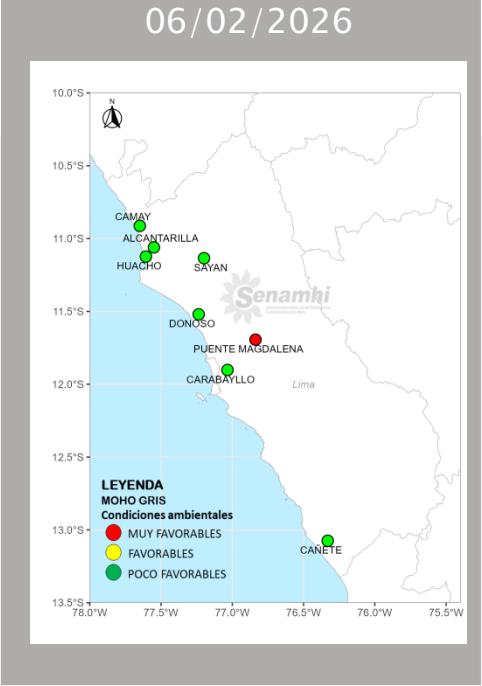 06/02/2026
10.0°S
N
10.5°S
CAMAY
11.0°S
ALCANTARILLA
HUACHO
SAYAN
Senamhi
11.5°S
DONOSO
PUENTE MAGDALENA
CARABAYLLO
12.0°S
Lima
12.5°S
LEYENDA
MOHO GRIS
Condiciones ambientales
MUY FAVORABLES
FAVORABLES
POCO FAVORABLES
13.0°S
CAÑETE
13.5°S
78.0°W 77.5°W 77.0°W 76.5°W 76.0°W 75.5°W